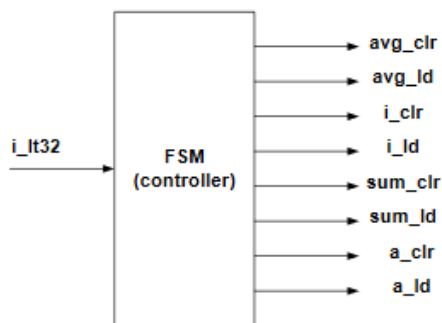 avg_clr
avg_ld
i_clr
i_lt32
i_ld
FSM
(controller)
sum_clr
sum_ld
a_clr
a_ld